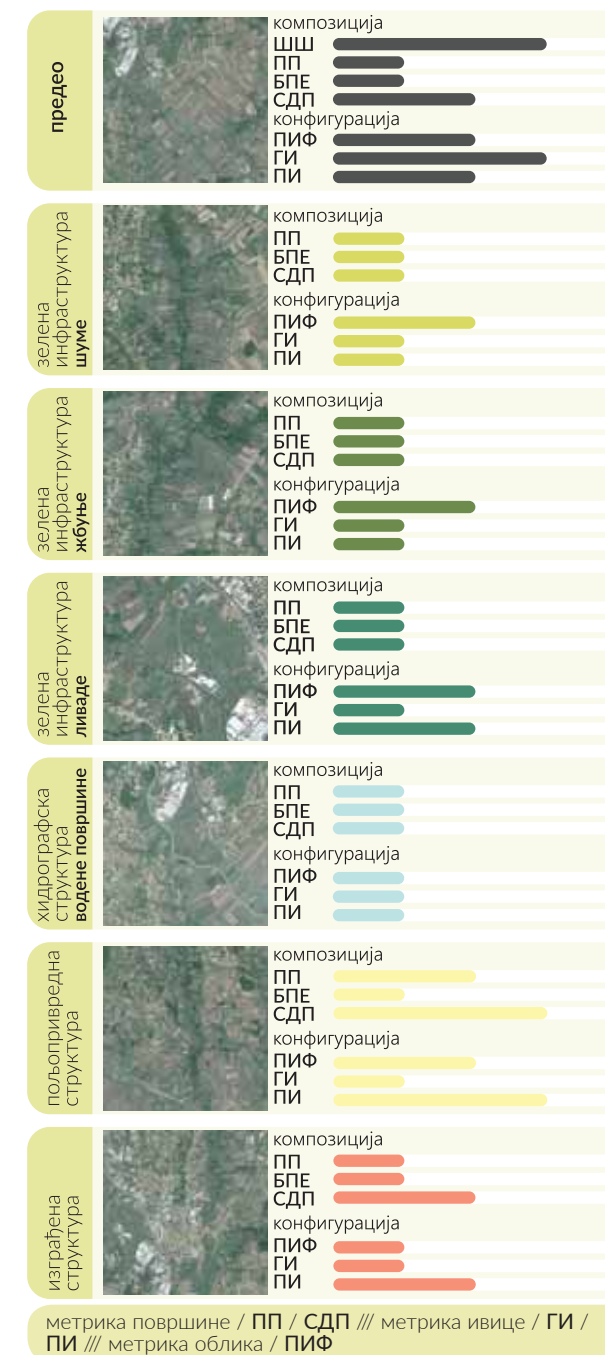 предео
композиција
ШШ
ПП
БПЕ
СДП
конфигурација
ПИФ
ГИ
ПИ
зелена
инфраструктура
шуме
композиција
ПП
БПЕ
СДП
конфигурација
ПИФ
ГИ
ПИ
зелена
инфраструктура
жбуње
композиција
ПП
БПЕ
СДП
конфигурација
ПИФ
ГИ
ПИ
зелена
инфраструктура
ливаде
композиција
ПП
БПЕ
СДП
конфигурација
ПИФ
ГИ
ПИ
хидрографска
структура
водене површине
композиција
ПП
БПЕ
СДП
конфигурација
ПИФ
ГИ
ПИ
пољопривредна
структура
композиција
ПП
БПЕ
СДП
конфигурација
ПИФ
ГИ
ПИ
изграђена
структура
композиција
ПП
БПЕ
СДП
конфигурација
ПИФ
ГИ
ПИ
метрика површине / ПП / СДП /// метрика ивице / ГИ /
ПИ /// метрика облика / ПИФ